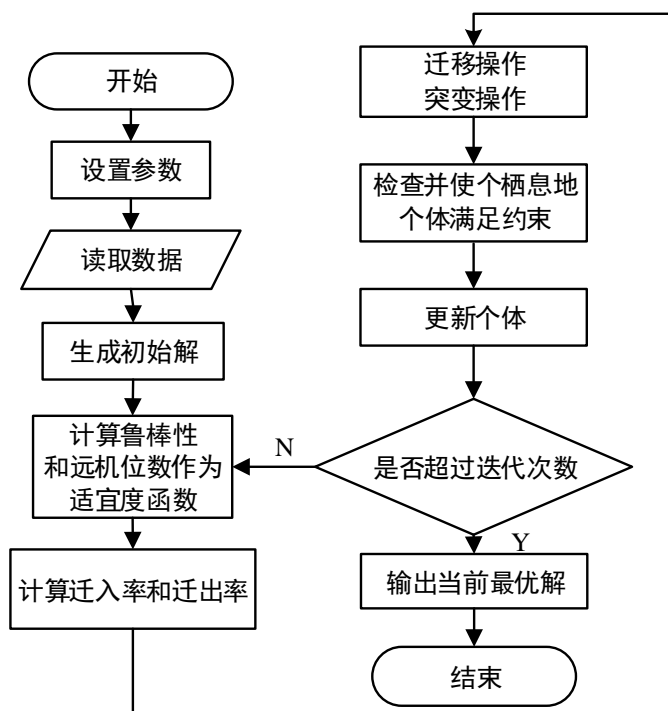 开始
设置参数
读取数据
生成初始解
计算鲁棒性
和远机位数作为
适宜度函数
计算迁入率和迁出率
迁移操作
突变操作
检查并使个栖息地
个体满足约束
更新个体
是否超过迭代次数
N
Y
输出当前最优解
结束